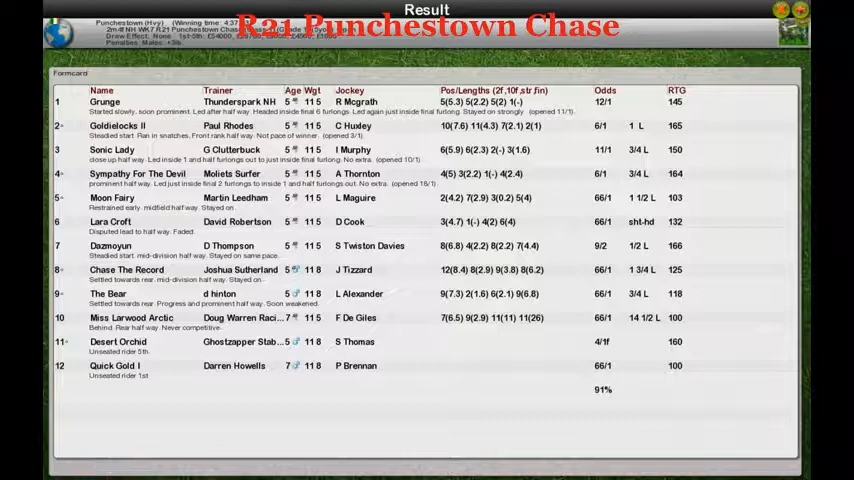 Result
R21 Punchestown Chase
Punchestown (Hvy) (Winning time: 4:37
2m4f NH WK7 R21 Punchestown Chase
Draw Effect: None 1st-5th: £54000
Penalties: Males: +3lb
Formcard
Name Trainer Age Wgt Jockey Pos/Lengths (2f,10f,str,fin) Odds RTG
1 Grunge Thunderspark NH 5 11 5 R Mcgrath 5(5.3) 5(2.2) 5(2) 1(-) 12/1 145
Started slowly, soon prominent. Led after half way. Headed inside final 6 furlongs. Led again just inside final furlong. Stayed on strongly. (opened 11/1).
2 Goldielocks II Paul Rhodes 5 11 5 C Huxley 10(7.6) 11(4.3) 7(2.1) 2(1) 6/1 1 L 165
Steadied start. Ran in snatches, Front rank half way. Not pace of winner. (opened 3/1)
3 Sonic Lady G Clutterbuck 5 11 5 I Murphy 6(5.9) 6(2.3) 2(-) 3(1.6) 11/1 3/4 L 150
close up half way. Led inside 1 and half furlongs out to just inside final furlong. No extra. (opened 10/1)
4 Sympathy For The Devil Moliets Surfer 5 11 5 A Thornton 4(5) 3(2.2) 1(-) 4(2.4) 6/1 3/4 L 164
prominent half way. Led just inside final 2 furlongs to inside 1 and half furlongs out. No extra. (opened 16/1)
5 Moon Fairy Martin Leedham 5 11 5 L Maguire 2(4.2) 7(2.9) 3(0.2) 5(4) 66/1 1 1/2 L 103
Restrained early. midfield half way. Stayed on.
6 Lara Croft David Robertson 5 11 5 D Cook 3(4.7) 1(-) 4(2) 6(4) 66/1 sht-hd 132
Disputed lead to half way. Faded.
7 Dazmoyun D Thompson 5 11 5 S Twiston Davies 8(6.8) 4(2.2) 8(2.2) 7(4.4) 9/2 1/2 L 166
Steadied start. mid-division half way. Stayed on same pace.
8 Chase The Record Joshua Sutherland 5 11 8 J Tizzard 12(8.4) 8(2.9) 9(3.8) 8(6.2) 66/1 1 3/4 L 125
Settled towards rear. mid-division half way. Stayed on.
9 The Bear d hinton 5 11 8 L Alexander 9(7.3) 2(1.6) 6(2.1) 9(6.8) 66/1 3/4 L 118
Settled towards rear. Progress and prominent half way. Soon weakened.
10 Miss Larwood Arctic Doug Warren Raci... 7 11 5 F De Giles 7(6.5) 9(2.9) 11(11) 11(26) 66/1 14 1/2 L 100
Behind. Rear half way. Never competitive.
11 Desert Orchid Ghostzapper Stab... 5 11 8 S Thomas 4/1f 160
Unseated rider 5th.
12 Quick Gold I Darren Howells 7 11 8 P Brennan 66/1 100
Unseated rider 1st
91%